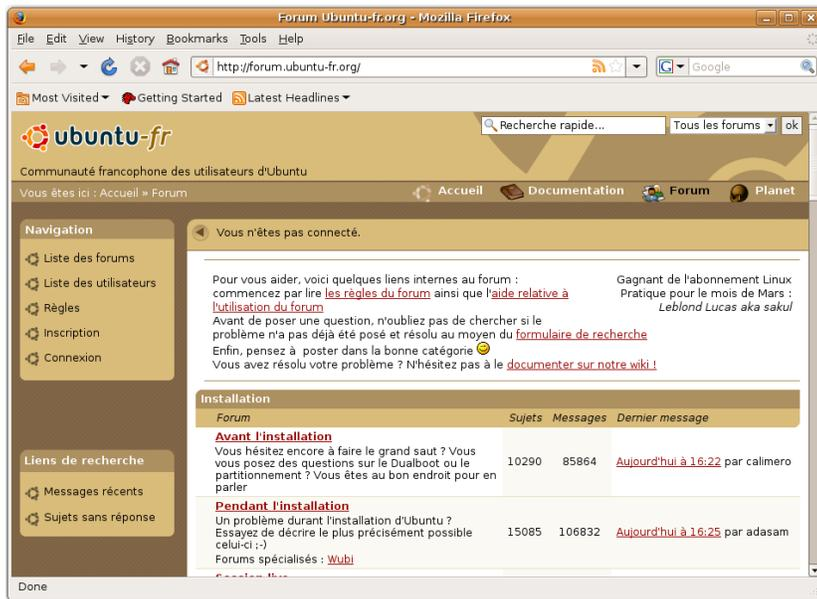 Forum Ubuntu-fr.org - Mozilla Firefox
File Edit View History Bookmarks Tools Help
http://forum.ubuntu-fr.org/
G Google
Most Visited Getting Started Latest Headlines
ubuntu-fr
Recherche rapide... Tous les forums ok
Communauté francophone des utilisateurs d'Ubuntu
Vous êtes ici : Accueil » Forum
Accueil Documentation Forum Planet
Navigation
Liste des forums
Liste des utilisateurs
Règles
Inscription
Connexion
Liens de recherche
Messages récents
Sujets sans réponse
Vous n'êtes pas connecté.
Pour vous aider, voici quelques liens internes au forum :
commencez par lire les règles du forum ainsi que l'aide relative à
l'utilisation du forum
Avant de poser une question, n'oubliez pas de chercher si le
problème n'a pas déjà été posé et résolu au moyen du formulaire de recherche
Enfin, pensez à poster dans la bonne catégorie
Vous avez résolu votre problème ? N'hésitez pas à le documenter sur notre wiki !
Gagnant de l'abonnement Linux
Pratique pour le mois de Mars :
Leblond Lucas aka sakul
Installation
Forum Sujets Messages Dernier message
Avant l'installation
Vous hésitez encore à faire le grand saut ? Vous
vous posez des questions sur le Dualboot ou le
partitionnement ? Vous êtes au bon endroit pour en
parler
10290 85864 Aujourd'hui à 16:22 par calimero
Pendant l'installation
Un problème durant l'installation d'Ubuntu ?
Essayez de décrire le plus précisément possible
celui-ci ;-)
Forums spécialisés : Wubi
15085 106832 Aujourd'hui à 16:25 par adasam
Done